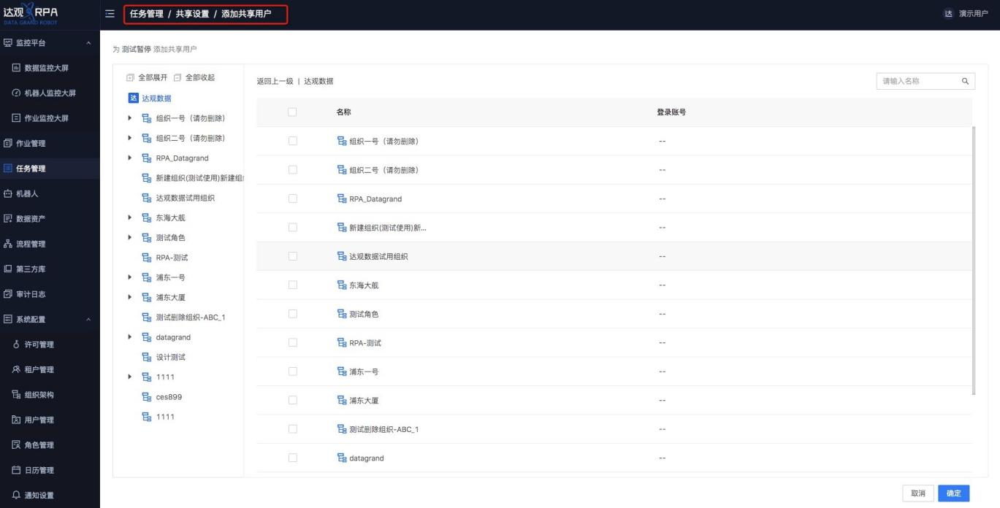 达观 RPA
DATA GRAND ROBOT
任务管理 / 共享设置 / 添加共享用户
达 演示用户
监控平台
数据监控大屏
机器人监控大屏
作业监控大屏
作业管理
任务管理
机器人
数据资产
流程管理
第三方库
审计日志
系统配置
许可管理
租户管理
组织架构
用户管理
角色管理
日历管理
通知设置
为 测试暂停 添加共享用户
全部展开 全部收起
达 达观数据
组织一号（请勿删除）
组织二号（请勿删除）
RPA_Datagrand
新建组织(测试使用)新建组
达观数据试用组织
东海大舰
测试角色
RPA-测试
浦东一号
浦东大厦
测试删除组织-ABC_1
datagrand
设计测试
1111
ces899
1111
返回上一级 | 达观数据
请输入名称
名称 登录账号
组织一号（请勿删除） --
组织二号（请勿删除） --
RPA_Datagrand --
新建组织(测试使用)新... --
达观数据试用组织 --
东海大舰 --
测试角色 --
RPA-测试 --
浦东一号 --
浦东大厦 --
测试删除组织-ABC_1 --
datagrand --
取消 确定